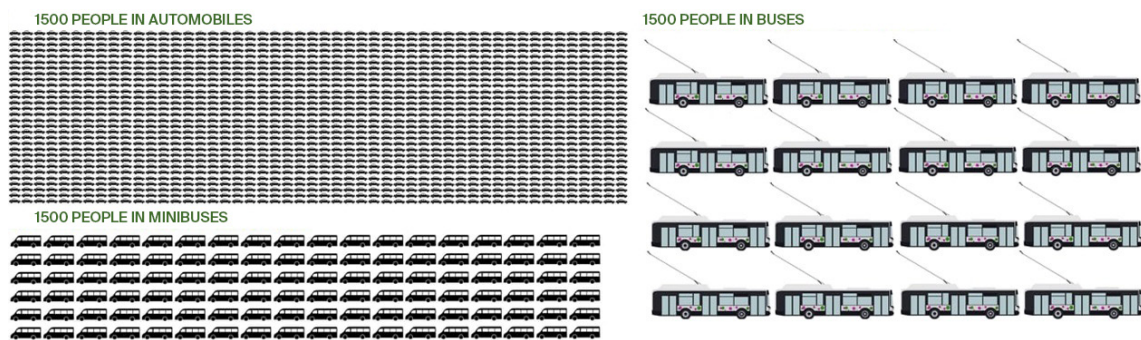 1500 PEOPLE IN AUTOMOBILES
1500 PEOPLE IN MINIBUSES
1500 PEOPLE IN BUSES